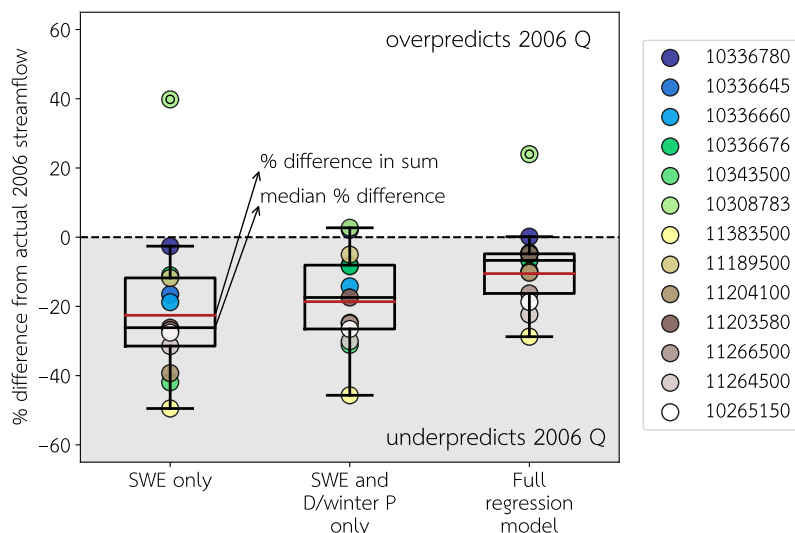 % difference from actual 2006 streamflow
60
40
20
0
−20
−40
−60
overpredicts 2006 Q
% difference in sum
median % difference
underpredicts 2006 Q
SWE only
SWE and
D/winter P
only
Full
regression
model
10336780
10336645
10336660
10336676
10343500
10308783
11383500
11189500
11204100
11203580
11266500
11264500
10265150